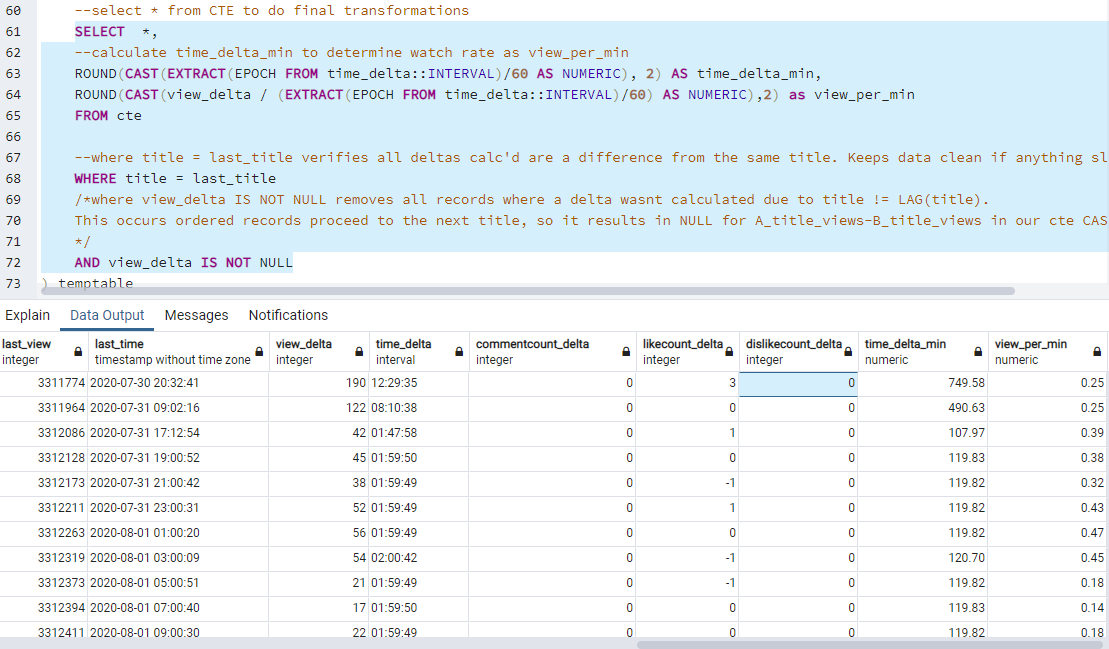 60 --select * from CTE to do final transformations
61 SELECT *,
62 --calculate time_delta_min to determine watch rate as view_per_min
63 ROUND(CAST(EXTRACT(EPOCH FROM time_delta::INTERVAL)/60 AS NUMERIC), 2) AS time_delta_min,
64 ROUND(CAST(view_delta / (EXTRACT(EPOCH FROM time_delta::INTERVAL)/60) AS NUMERIC),2) as view_per_min
65 FROM cte
66
67 --where title = last_title verifies all deltas calc'd are a difference from the same title. Keeps data clean if anything sl
68 WHERE title = last_title
69 /*where view_delta IS NOT NULL removes all records where a delta wasnt calculated due to title != LAG(title).
70 This occurs ordered records proceed to the next title, so it results in NULL for A_title_views-B_title_views in our cte CAS
71 */
72 AND view_delta IS NOT NULL
73 ) temptable
Explain Data Output Messages Notifications
last_view last_time view_delta time_delta commentcount_delta likecount_delta dislikecount_delta time_delta_min view_per_min
integer timestamp without time zone integer interval integer integer integer numeric numeric
3311774 2020-07-30 20:32:41 190 12:29:35 0 3 0 749.58 0.25
3311964 2020-07-31 09:02:16 122 08:10:38 0 0 0 490.63 0.25
3312086 2020-07-31 17:12:54 42 01:47:58 0 1 0 107.97 0.39
3312128 2020-07-31 19:00:52 45 01:59:50 0 0 0 119.83 0.38
3312173 2020-07-31 21:00:42 38 01:59:49 0 -1 0 119.82 0.32
3312211 2020-07-31 23:00:31 52 01:59:49 0 1 0 119.82 0.43
3312263 2020-08-01 01:00:20 56 01:59:49 0 0 0 119.82 0.47
3312319 2020-08-01 03:00:09 54 02:00:42 0 -1 0 120.70 0.45
3312373 2020-08-01 05:00:51 21 01:59:49 0 -1 0 119.82 0.18
3312394 2020-08-01 07:00:40 17 01:59:50 0 0 0 119.83 0.14
3312411 2020-08-01 09:00:30 22 01:59:49 0 0 0 119.82 0.18